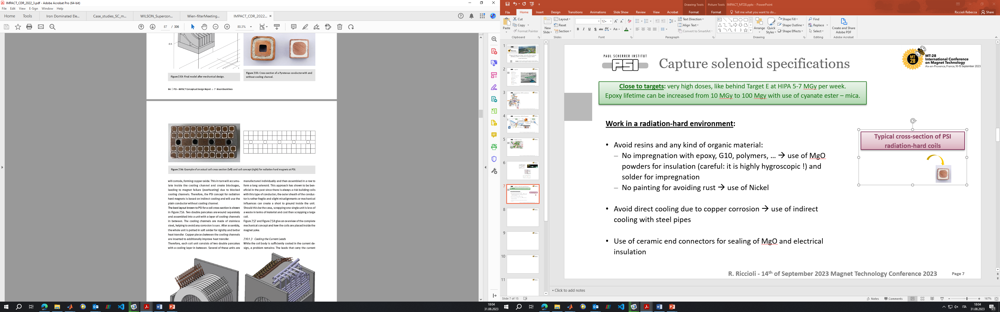 IMPACT_CDR_2022_3.pdf - Adobe Acrobat Pro (64-bit)
File Edit View E-Sign Window Help
Home Tools Iron Dominated Ele... Case_studies_SC_m... WILSON_Supercon... Wien-filterMeeting... IMPACT_CDR_2022... ×
87 / 306 80.3%
-0.5
Figure 7.53: Final model after mechanical design.
Figure 7.55: Cross section of a Pyrotenax conductor with and
without cooling channel.
86 | PSI – IMPACT Conceptual Design Report :: 7 Muon Beamlines
Figure 7.56: Example of an actual coil cross section (left) and coil concept (right) for radiation hard magnets at PSI.
will corrode, forming copper oxide. This in turn will accumu-
late inside the cooling channel and create blockages,
leading to magnet failure (overheating) due to blocked
cooling channels. Therefore, the PSI concept for radiation
hard magnets is based on indirect cooling and will use the
plain conductor without cooling channel.
The best layout known to PSI for a coil cross section is shown
in Figure 7.56. Two double pancakes are wound separately
and assembled into a unit with a layer of cooling channels
in between. The cooling channels are made of stainless
steel, helping to avoid any corrosion issues. After assembly,
the whole unit is potted in soft solder for rigidity and better
heat transfer. Copper pieces between the cooling channels
are inserted to additionally improve heat transfer.
Therefore, each coil unit consists of two double pancakes
with a cooling layer in between. Several of these units are
manufactured individually and then assembled in a row to
form a long solenoid. This approach has shown to be ben-
eficial in the past since there is always a risk building coils
with this type of conductor; the outer sheath of the conduc-
tor is rather fragile and slight misalignments or mechanical
influences can create a short to ground inside the unit.
Should this be the case, scrapping one single unit is less of
a waste in terms of material and cost than scrapping a large
coil.
Figure 7.57 and Figure 7.58 give an overview of the complete
mechanical concept and how the coils are placed inside the
magnet yoke.
7.10.1.3 Cooling the Current Leads
While the coil body is sufficiently cooled in the current de-
sign, a problem remains: The leads that carry the current
18:04
31.08.2023
Drawing Tools Picture Tools IMPACT_MT28.pptx - PowerPoint
File Home Insert Design Transitions Animations Slide Show Review View Acrobat Format Format Tell me what you want to do... Riccioli Rebecca Share
Paste Cut Copy Format Painter
Clipboard
New Slide Layout Reset Section
Slides
12+
B I U S abc AV Aa A
Font
Text Direction Align Text Convert to SmartArt
Paragraph
Arrange Quick Styles Shape Fill Shape Outline Shape Effects
Drawing
Find Replace Select
Editing
Create and Share Adobe PDF
Adobe Acrobat
1
2
3
4
5
6
7
8
9
10
11
PAUL SCHERRER INSTITUT
PSI
Capture solenoid specifications
MT 28
MT-28
International Conference
on Magnet Technology
Aix-en-Provence, France, 10-15 September 2023
Close to targets: very high doses, like behind Target E at HIPA 5-7 MGy per week.
Epoxy lifetime can be increased from 10 MGy to 100 Mgy with use of cyanate ester – mica.
Work in a radiation-hard environment:
• Avoid resins and any kind of organic material:
– No impregnation with epoxy, G10, polymers, … → use of MgO
powders for insulation (careful: it is highly hygroscopic !) and
solder for impregnation
– No painting for avoiding rust → use of Nickel
• Avoid direct cooling due to copper corrosion → use of indirect
cooling with steel pipes
• Use of ceramic end connectors for sealing of MgO and electrical
insulation
Typical cross-section of PSI
radiation-hard coils
R. Riccioli - 14th of September 2023 Magnet Technology Conference 2023 Page 7
• Click to add notes
Slide 7 of 15 Notes Comments 167%
ITA 18:04
31.08.2023 21